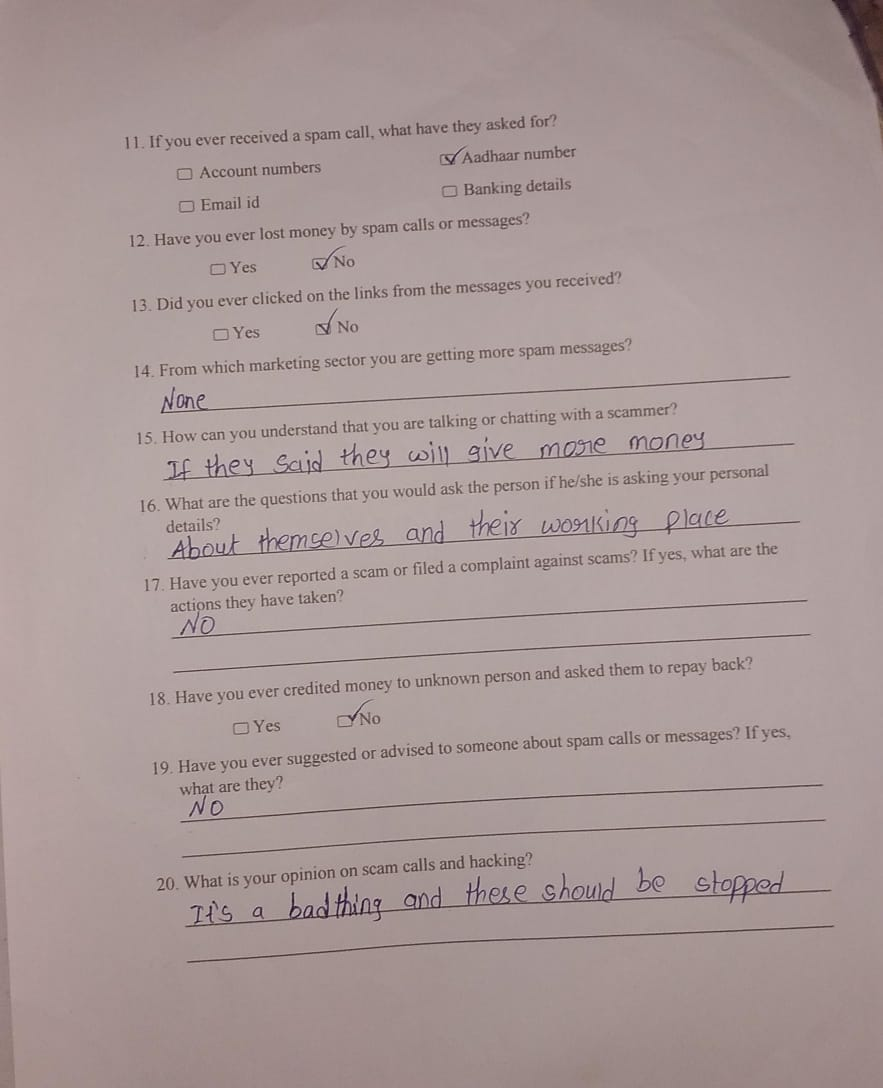 11. If you ever received a spam call, what have they asked for?
☐ Account numbers ☑ Aadhaar number
☐ Email id ☐ Banking details
12. Have you ever lost money by spam calls or messages?
☐ Yes ☑ No
13. Did you ever clicked on the links from the messages you received?
☐ Yes ☑ No
14. From which marketing sector you are getting more spam messages?
None
15. How can you understand that you are talking or chatting with a scammer?
If they said they will give more money
16. What are the questions that you would ask the person if he/she is asking your personal
details?
About themselves and their working place
17. Have you ever reported a scam or filed a complaint against scams? If yes, what are the
actions they have taken?
NO
18. Have you ever credited money to unknown person and asked them to repay back?
☐ Yes ☑ No
19. Have you ever suggested or advised to someone about spam calls or messages? If yes,
what are they?
NO
20. What is your opinion on scam calls and hacking?
It's a bad thing and these should be stopped